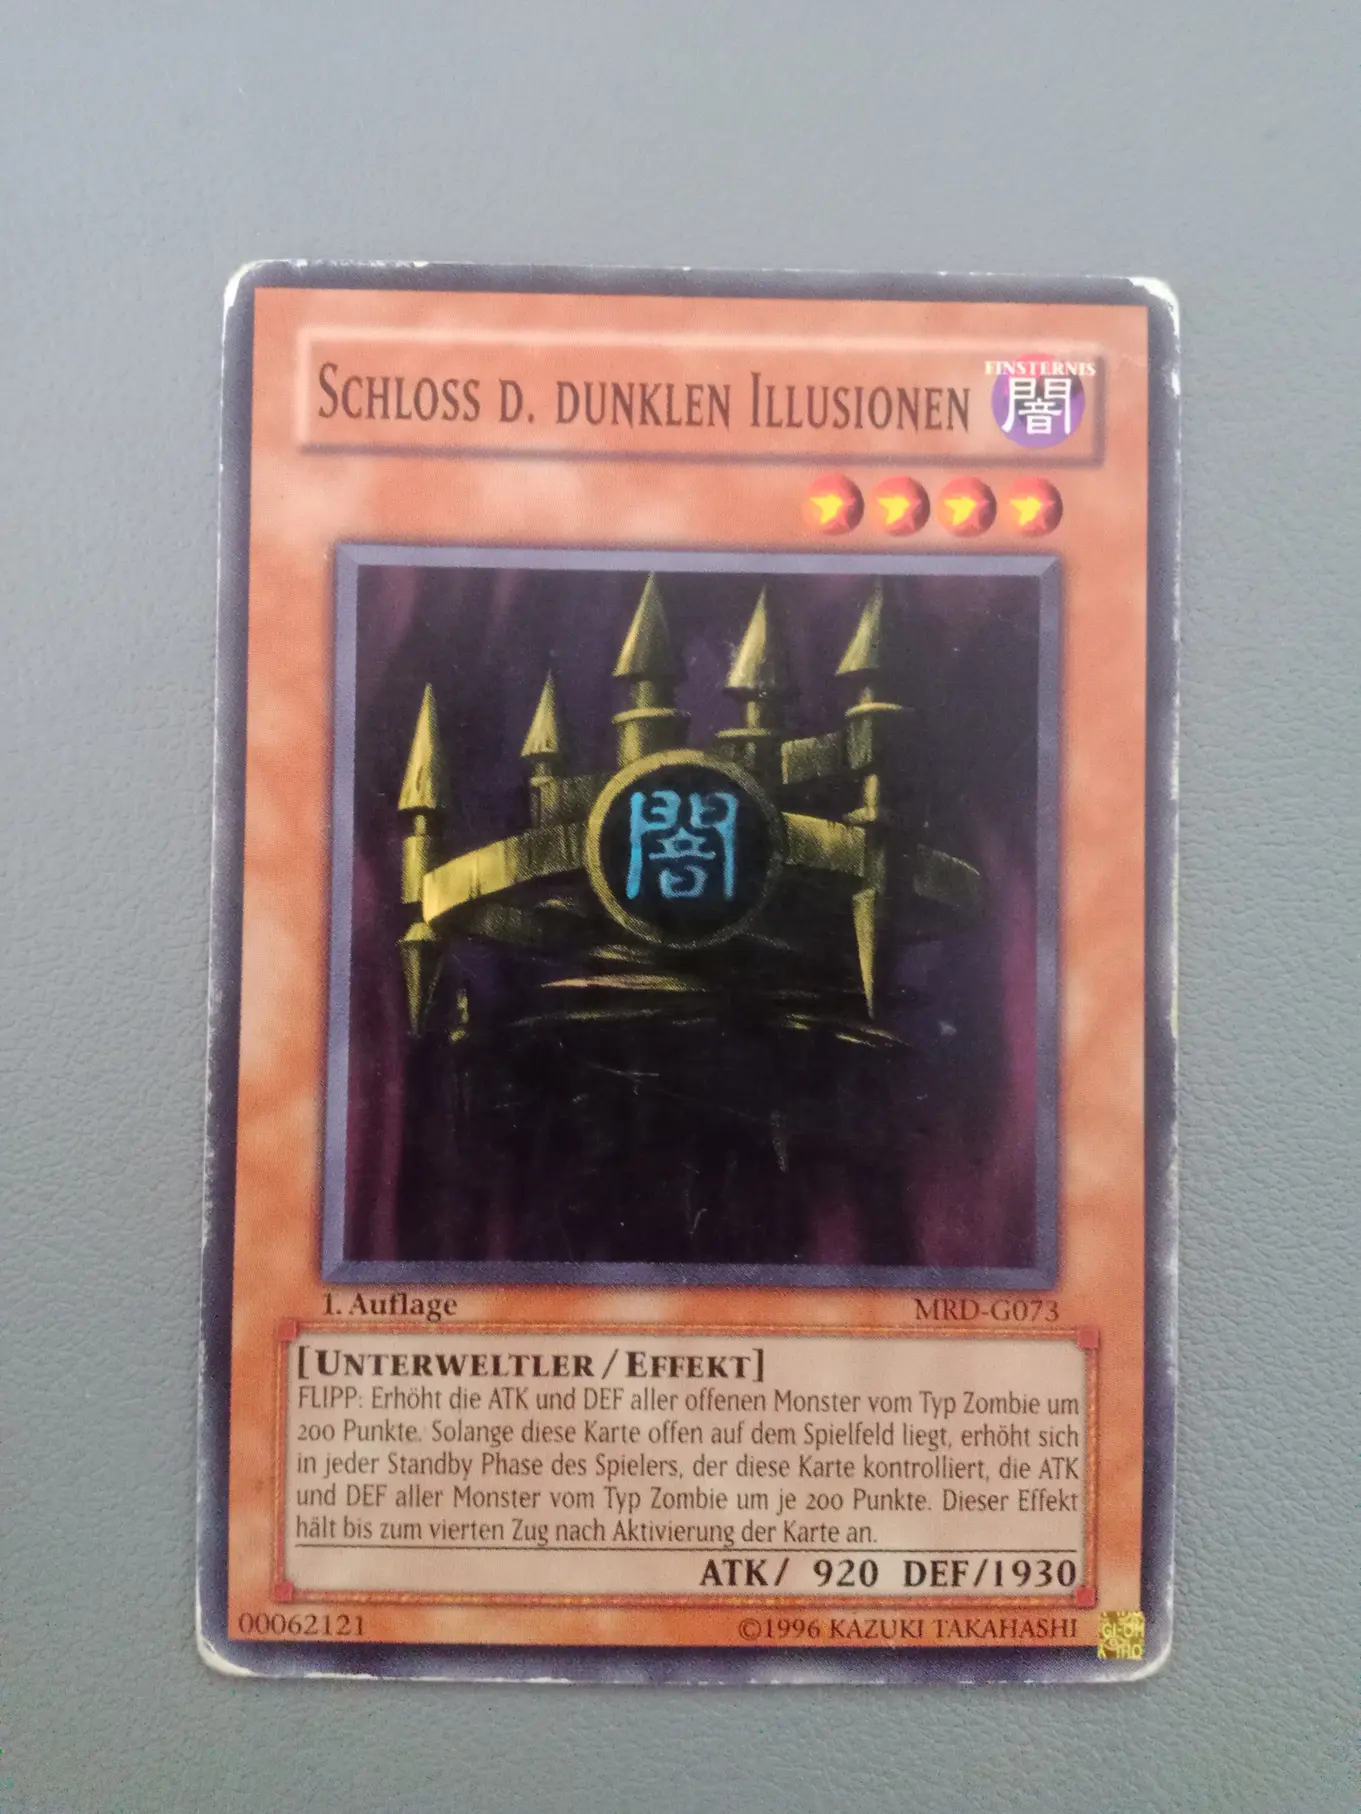 Schloss d. dunklen Illusionen
FINSTERNIS
闇
闇
1. Auflage
MRD-G073
[Unterweltler / Effekt]
FLIPP: Erhöht die ATK und DEF aller offenen Monster vom Typ Zombie um
200 Punkte. Solange diese Karte offen auf dem Spielfeld liegt, erhöht sich
in jeder Standby Phase des Spielers, der diese Karte kontrolliert, die ATK
und DEF aller Monster vom Typ Zombie um je 200 Punkte. Dieser Effekt
hält bis zum vierten Zug nach Aktivierung der Karte an.
ATK/ 920 DEF/1930
00062121
©1996 KAZUKI TAKAHASHI